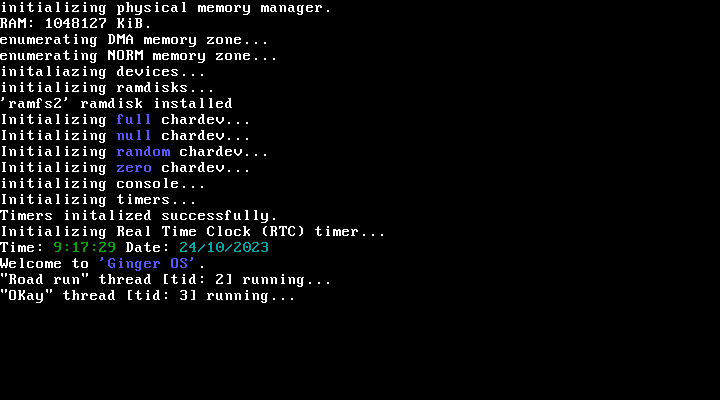 initializing physical memory manager.
RAM: 1048127 KiB.
enumerating DMA memory zone...
enumerating NORM memory zone...
initaliazing devices...
initializing ramdisks...
'ramfs2' ramdisk installed
Initializing full chardev...
Initializing null chardev...
Initializing random chardev...
Initializing zero chardev...
initializing console...
Initializing timers...
Timers initalized successfully.
Initializing Real Time Clock (RTC) timer...
Time: 9:17:29 Date: 24/10/2023
Welcome to 'Ginger OS'.
"Road run" thread [tid: 2] running...
"OKay" thread [tid: 3] running...